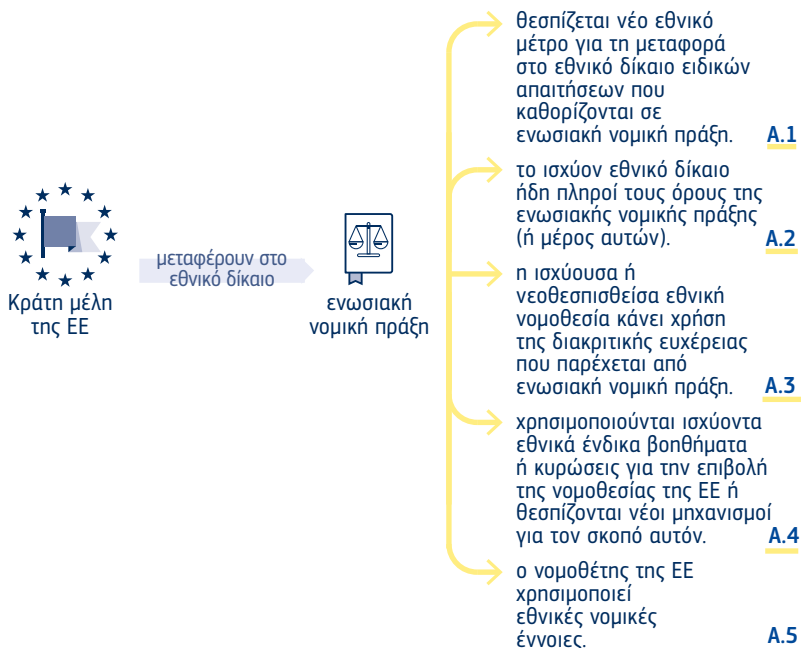 Κράτη μέλη
της ΕΕ
μεταφέρουν στο
εθνικό δίκαιο
ενωσιακή
νομική πράξη
θεσπίζεται νέο εθνικό
μέτρο για τη μεταφορά
στο εθνικό δίκαιο ειδικών
απαιτήσεων που
καθορίζονται σε
ενωσιακή νομική πράξη. A.1
το ισχύον εθνικό δίκαιο
ήδη πληροί τους όρους της
ενωσιακής νομικής πράξης
(ή μέρος αυτών). A.2
η ισχύουσα ή
νεοθεσπισθείσα εθνική
νομοθεσία κάνει χρήση
της διακριτικής ευχέρειας
που παρέχεται από
ενωσιακή νομική πράξη. A.3
χρησιμοποιούνται ισχύοντα
εθνικά ένδικα βοηθήματα
ή κυρώσεις για την επιβολή
της νομοθεσίας της ΕΕ ή
θεσπίζονται νέοι μηχανισμοί
για τον σκοπό αυτόν. A.4
ο νομοθέτης της ΕΕ
χρησιμοποιεί
εθνικές νομικές
έννοιες. A.5